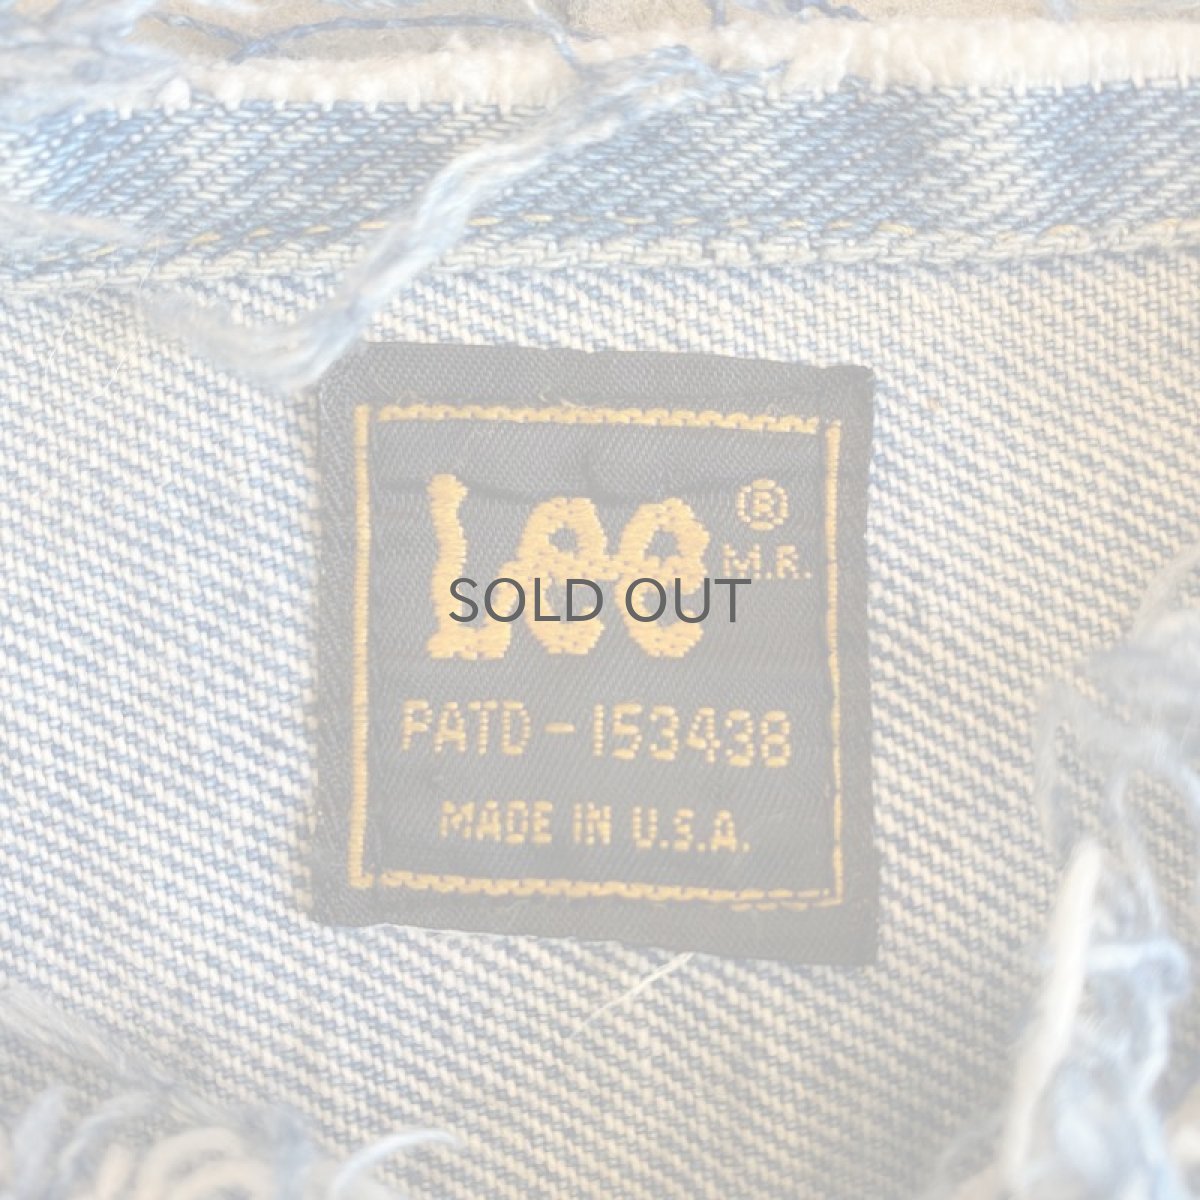 Lee ®
M.R.
SOLD OUT
PATD-153438
MADE IN U.S.A.